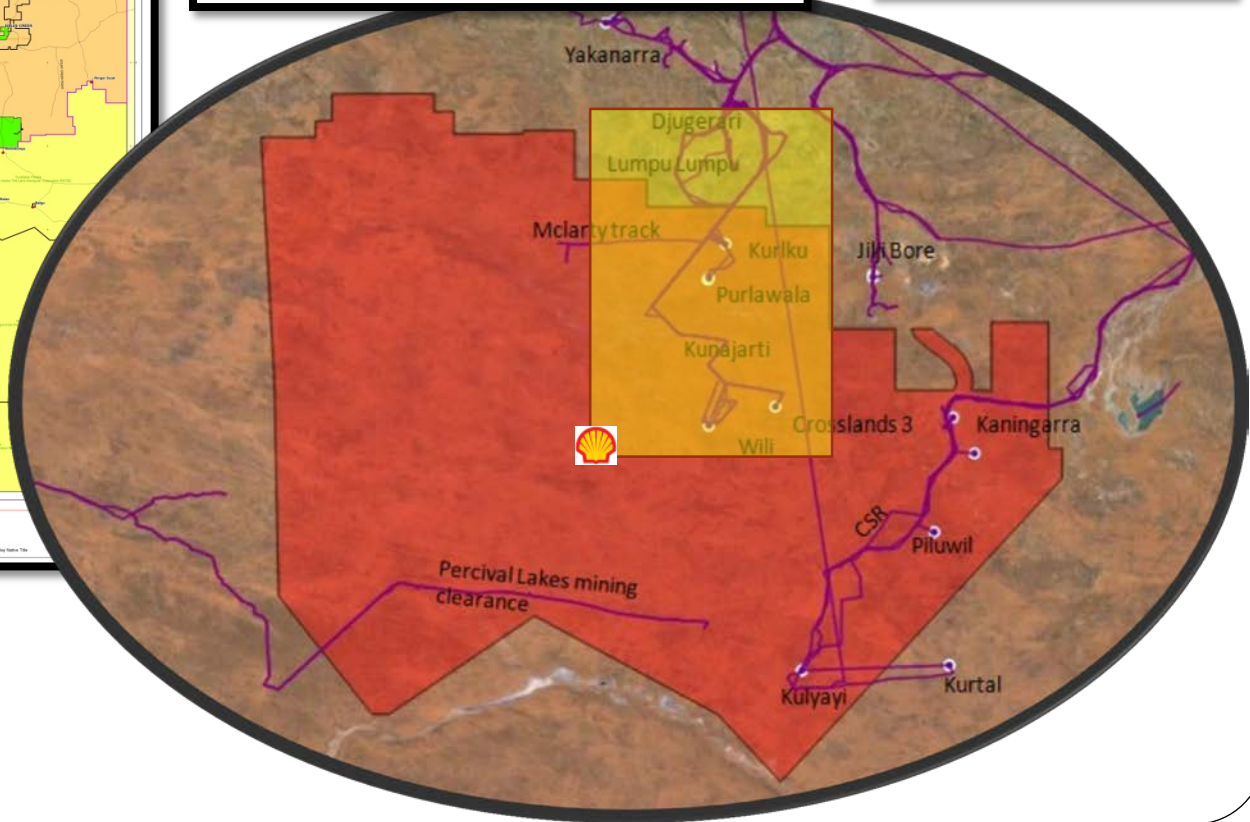 Yakanarra
Djugerari
Lumpu Lumpu
Mclarty track
Kurlku
Jilji Bore
Purlawala
Kunajarti
Crosslands 3
Kaningarra
Wili
CSR
Piluwil
Percival Lakes mining
clearance
Kurtal
Kulyayi